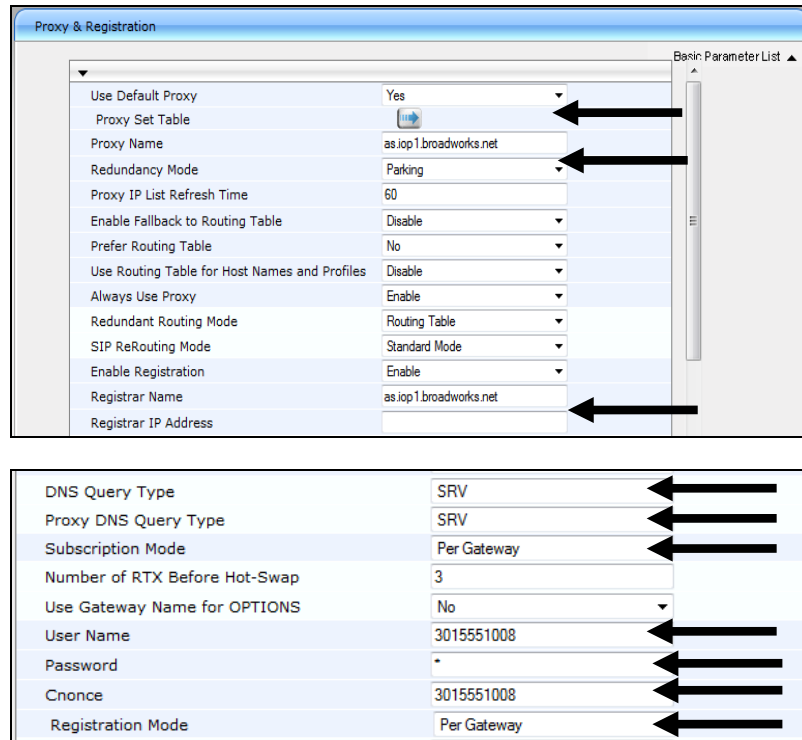 Proxy & Registration
Basic Parameter List ▲
▼
Use Default Proxy Yes
Proxy Set Table
Proxy Name as.iop1.broadworks.net
Redundancy Mode Parking
Proxy IP List Refresh Time 60
Enable Fallback to Routing Table Disable
Prefer Routing Table No
Use Routing Table for Host Names and Profiles Disable
Always Use Proxy Enable
Redundant Routing Mode Routing Table
SIP ReRouting Mode Standard Mode
Enable Registration Enable
Registrar Name as.iop1.broadworks.net
Registrar IP Address
DNS Query Type SRV
Proxy DNS Query Type SRV
Subscription Mode Per Gateway
Number of RTX Before Hot-Swap 3
Use Gateway Name for OPTIONS No
User Name 3015551008
Password *
Cnonce 3015551008
Registration Mode Per Gateway